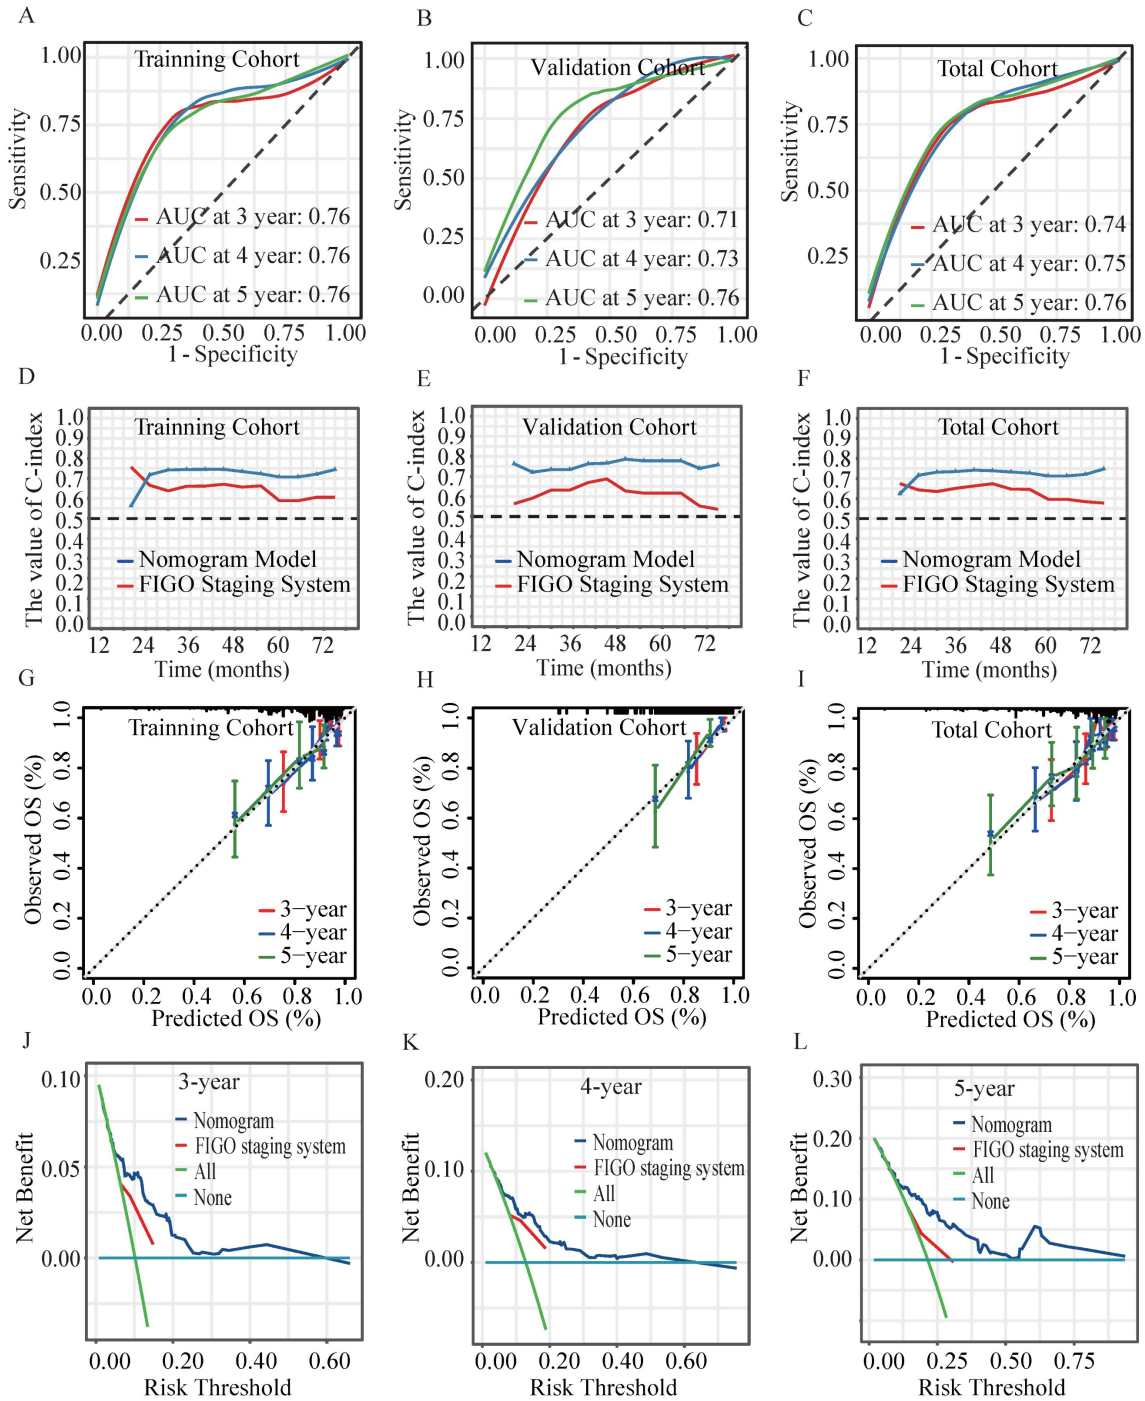 A
Trainning Cohort
Sensitivity
1.00
0.75
0.50
0.25
AUC at 3 year: 0.76
AUC at 4 year: 0.76
AUC at 5 year: 0.76
0.00 0.25 0.50 0.75 1.00
1-Specificity
B
Validation Cohort
Sensitivity
1.00
0.75
0.50
0.25
0.00
AUC at 3 year: 0.71
AUC at 4 year: 0.73
AUC at 5 year: 0.76
0.00 0.25 0.50 0.75 1.00
1-Specificity
C
Total Cohort
Sensitivity
1.00
0.75
0.50
0.25
AUC at 3 year: 0.74
AUC at 4 year: 0.75
AUC at 5 year: 0.76
0.00 0.25 0.50 0.75 1.00
1-Specificity
D
Trainning Cohort
The value of C-index
1.0
0.9
0.8
0.7
0.6
0.5
0.4
0.3
0.2
0.1
0.0
Nomogram Model
FIGO Staging System
12 24 36 48 60 72
Time (months)
E
Validation Cohort
The value of C-index
1.0
0.9
0.8
0.7
0.6
0.5
0.4
0.3
0.2
0.1
0.0
Nomogram Model
FIGO Staging System
12 24 36 48 60 72
Time (months)
F
Total Cohort
The value of C-index
1.0
0.9
0.8
0.7
0.6
0.5
0.4
0.3
0.2
0.1
0.0
Nomogram Model
FIGO Staging System
12 24 36 48 60 72
Time (months)
G
Trainning Cohort
Observed OS (%)
1.0
0.8
0.6
0.4
0.2
0.0
3-year
4-year
5-year
0.0 0.2 0.4 0.6 0.8 1.0
Predicted OS (%)
H
Validation Cohort
Observed OS (%)
1.0
0.8
0.6
0.4
0.2
0.0
3-year
4-year
5-year
0.0 0.2 0.4 0.6 0.8 1.0
Predicted OS (%)
I
Total Cohort
Observed OS (%)
1.0
0.8
0.6
0.4
0.2
0.0
3-year
4-year
5-year
0.0 0.2 0.4 0.6 0.8 1.0
Predicted OS (%)
J
3-year
Net Benefit
0.10
0.05
0.00
Nomogram
FIGO staging system
All
None
0.00 0.20 0.40 0.60
Risk Threshold
K
4-year
Net Benefit
0.20
0.10
0.00
Nomogram
FIGO staging system
All
None
0.00 0.20 0.40 0.60
Risk Threshold
L
5-year
Net Benefit
0.30
0.20
0.10
0.00
Nomogram
FIGO staging system
All
None
0.00 0.25 0.50 0.75
Risk Threshold